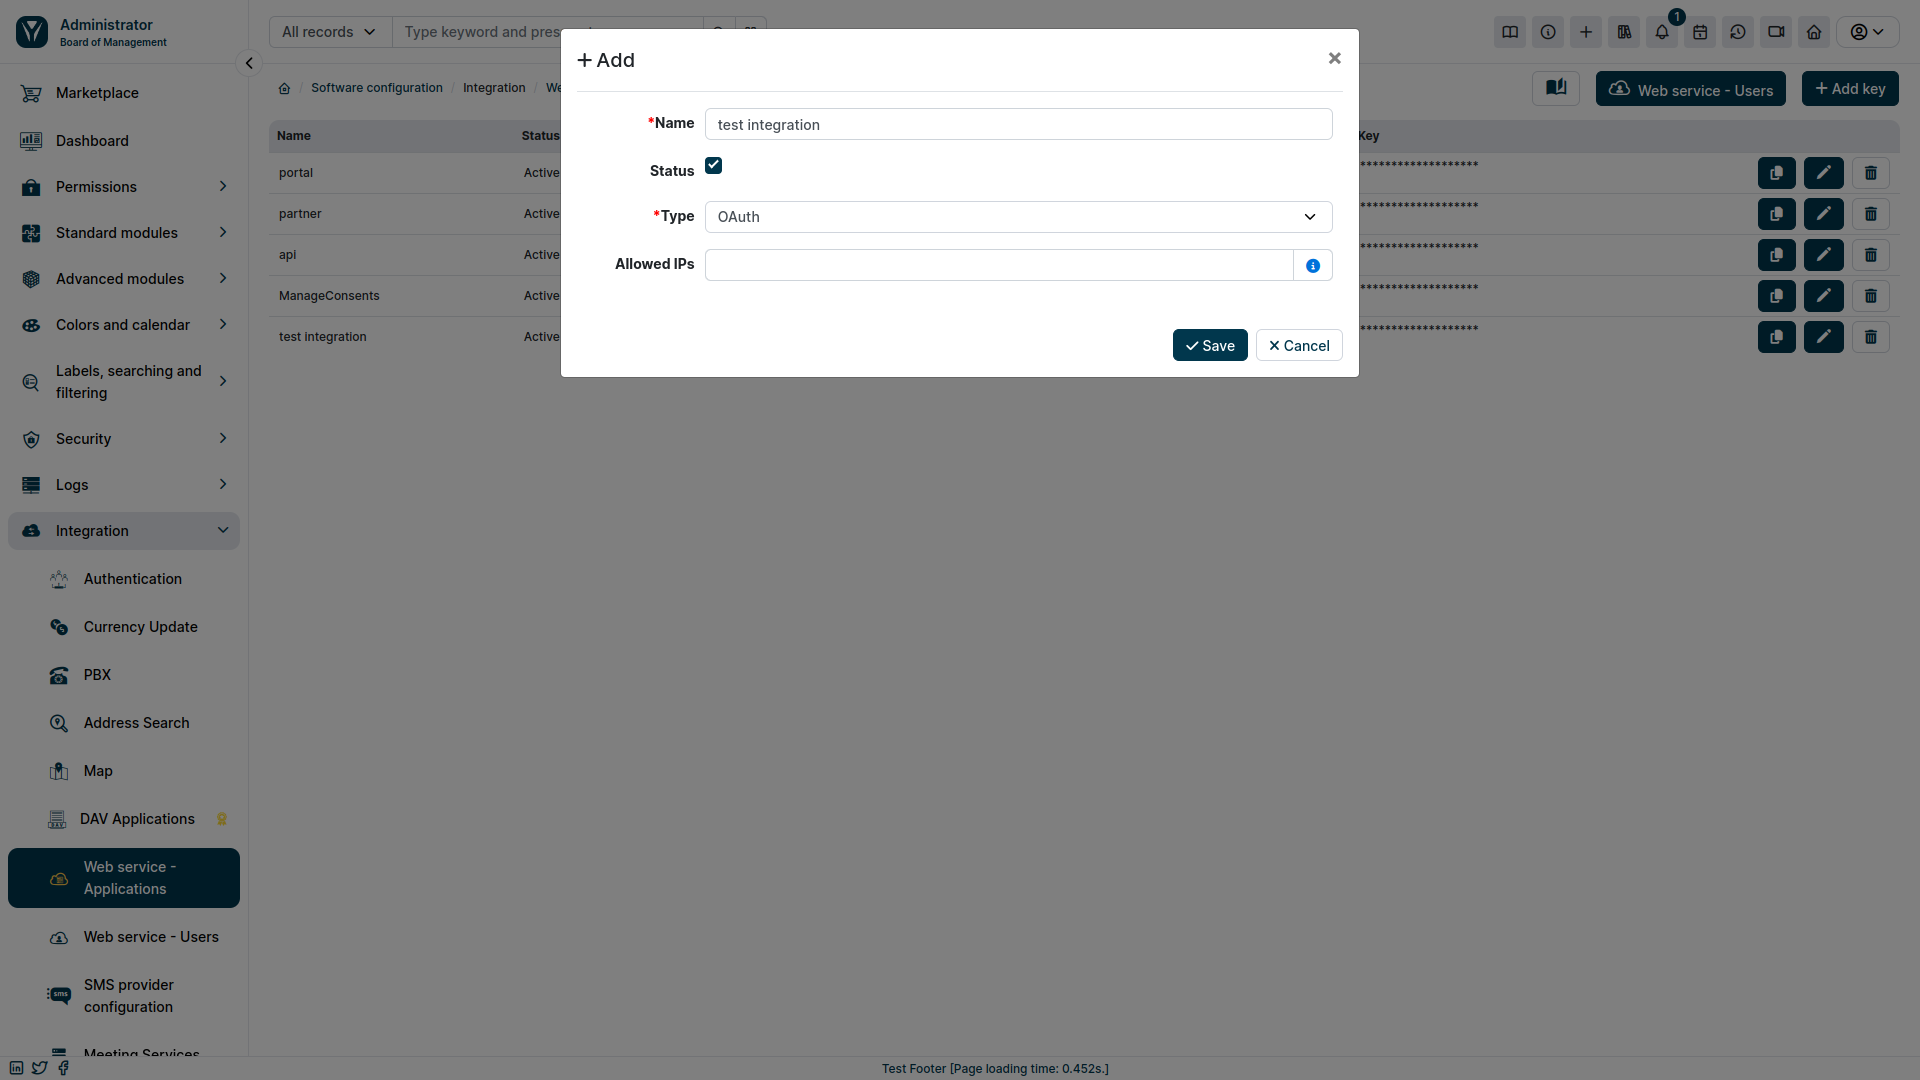 Administrator
Board of Management
All records
Type keyword and pres
1
Marketplace
Dashboard
Permissions
Standard modules
Advanced modules
Colors and calendar
Labels, searching and
filtering
Security
Logs
Integration
Authentication
Currency Update
PBX
Address Search
Map
DAV Applications
Web service -
Applications
Web service - Users
SMS provider
configuration
Meeting Services
/ Software configuration / Integration / We
Web service - Users
+ Add key
Name Status Key
portal Active *******************
partner Active *******************
api Active *******************
ManageConsents Active *******************
test integration Active *******************
+ Add
×
*Name test integration
Status
*Type OAuth
Allowed IPs
Save
Cancel
Test Footer [Page loading time: 0.452s.]